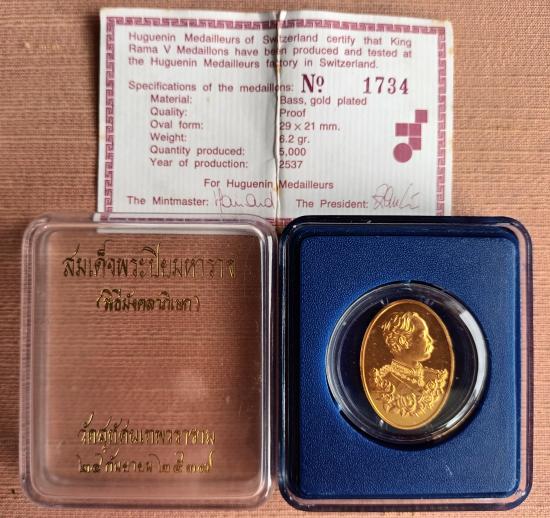 Huguenin Medailleurs of Switzerland certify that King
Rama V Medaillons have been produced and tested at
the Huguenin Medailleurs factory in Switzerland.
Specifications of the medaillons: Nº 1734
Material: Bass, gold plated
Quality: Proof
Oval form: 29 × 21 mm.
Weight: 6.2 gr.
Quantity produced: 5,000
Year of production: 2537
For Huguenin Medailleurs
The Mintmaster: The President:
สมเด็จพระปิยมหาราช
(พิธีมังคลาภิเษก)
วัดสุทัศนเทพวราราม
๒๕ กันยายน ๒๕๓๗